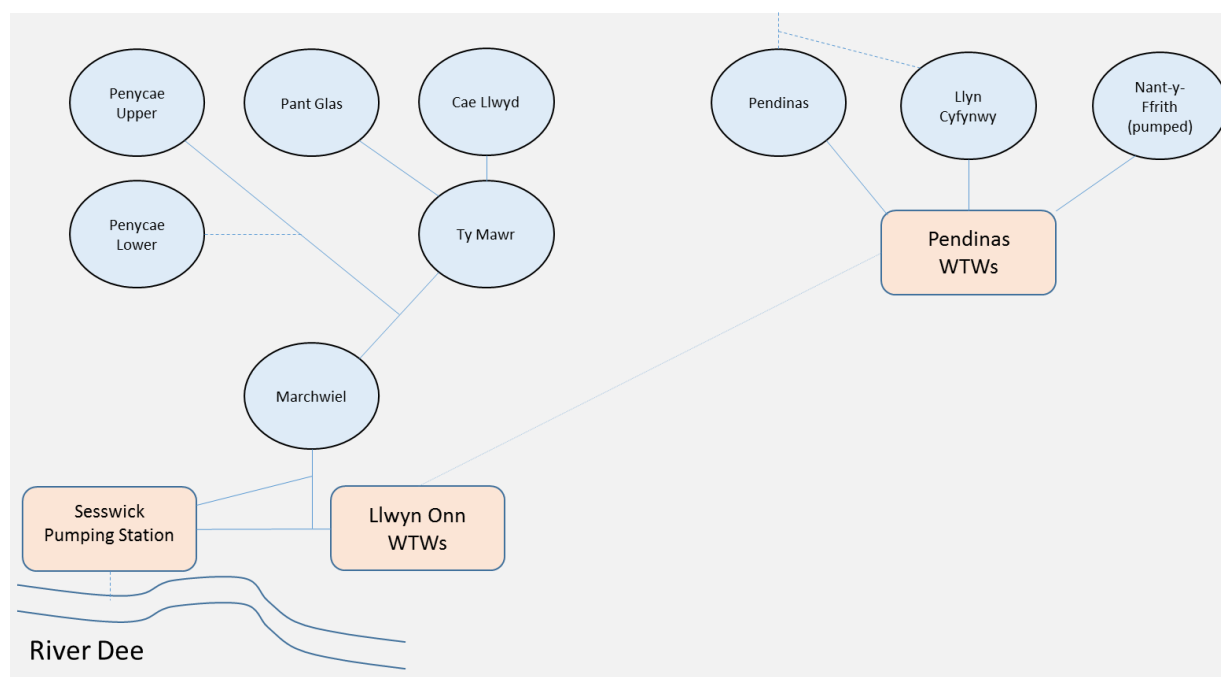 Penycae
Upper
Pant Glas
Cae Llwyd
Pendinas
Llyn
Cyfynwy
Nant-y-
Ffrith
(pumped)
Penycae
Lower
Ty Mawr
Pendinas
WTWs
Marchwiel
Sesswick
Pumping Station
Llwyn Onn
WTWs
River Dee